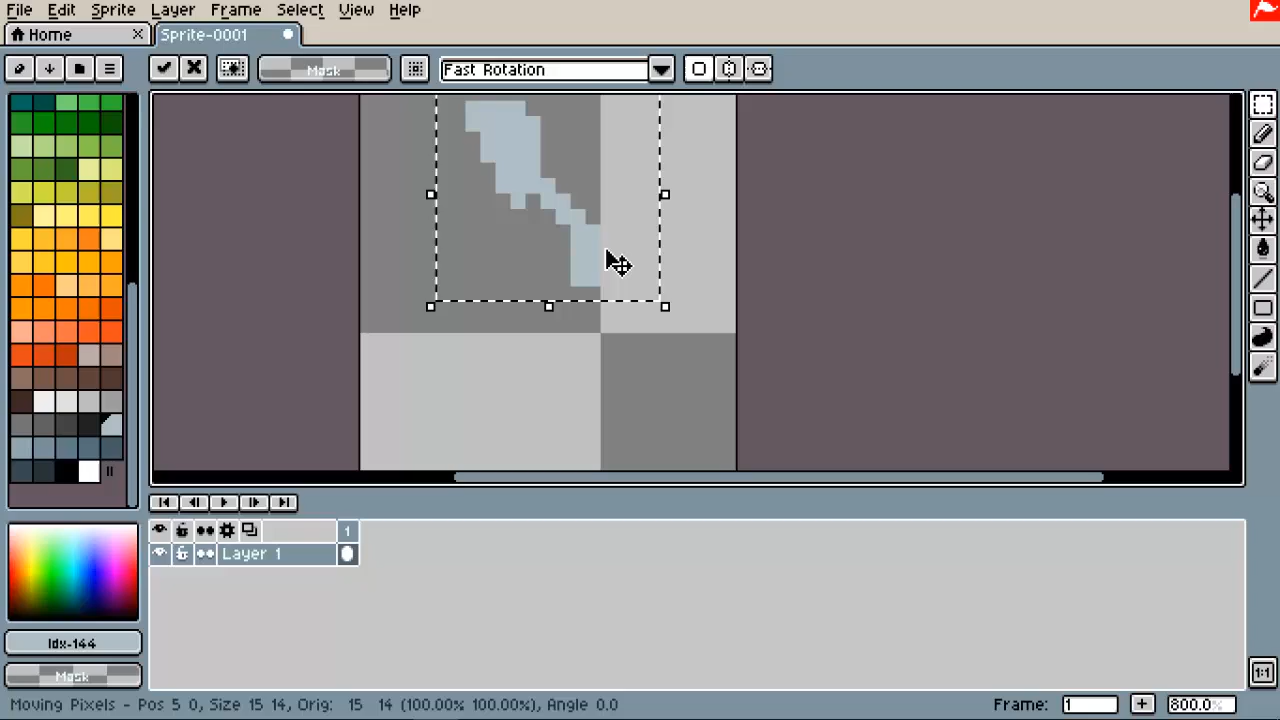 File Edit Sprite Layer Frame Select View Help
Home Sprite-0001
Mask Fast Rotation
1
Layer 1
Idx-144
Mask
1:1
Moving Pixels - Pos 5 0, Size 15 14, Orig: 15 14 (100.00% 100.00%), Angle 0.0 Frame: 1 + 800.0%